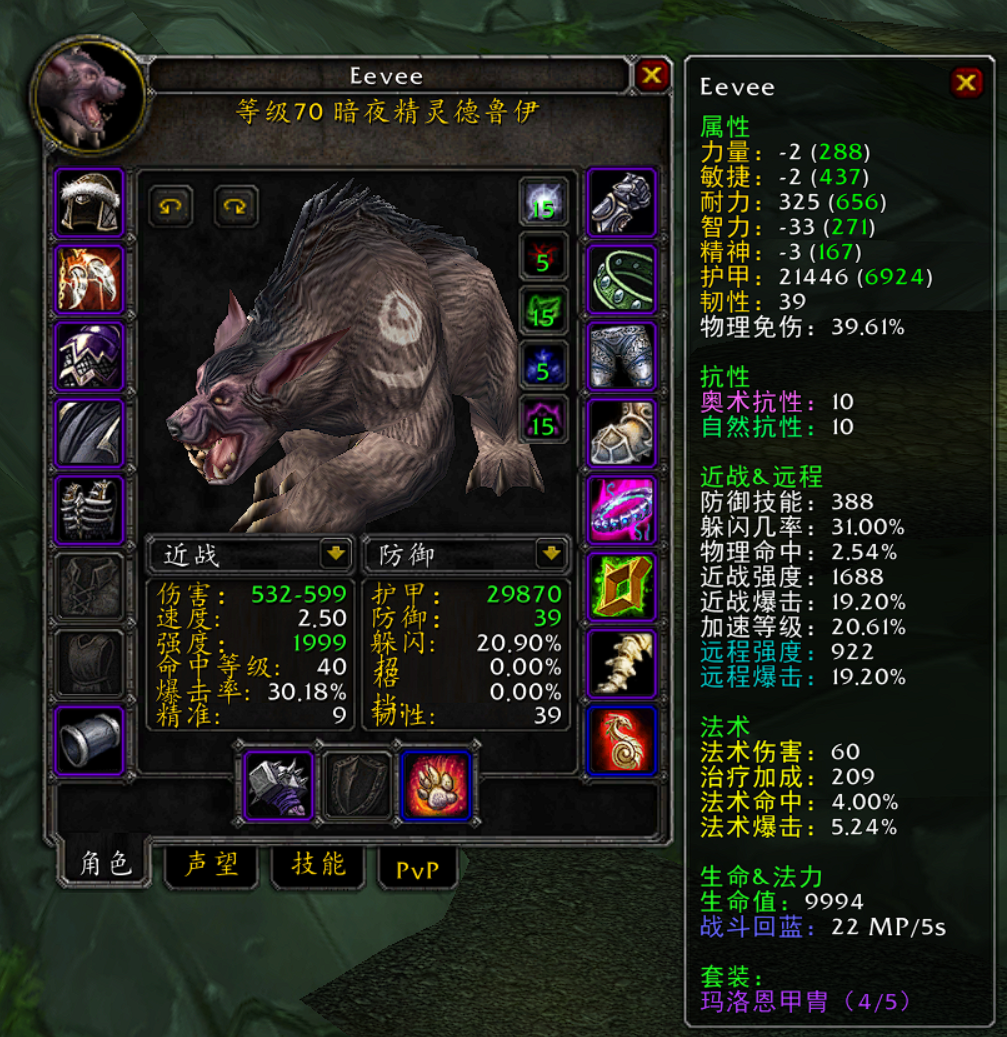 Eevee
等级70 暗夜精灵德鲁伊
15
5
15
5
15
近战
伤害: 532-599
速度: 2.50
强度: 1999
命中等级: 40
爆击率: 30.18%
精准: 9
防御
护甲: 29870
防御: 39
躲闪: 20.90%
招 0.00%
挡 0.00%
韧性: 39
角色
声望
技能
PvP
Eevee
属性
力量: -2 (288)
敏捷: -2 (437)
耐力: 325 (656)
智力: -33 (271)
精神: -3 (167)
护甲: 21446 (6924)
韧性: 39
物理免伤: 39.61%
抗性
奥术抗性: 10
自然抗性: 10
近战&远程
防御技能: 388
躲闪几率: 31.00%
物理命中: 2.54%
近战强度: 1688
近战爆击: 19.20%
加速等级: 20.61%
远程强度: 922
远程爆击: 19.20%
法术
法术伤害: 60
治疗加成: 209
法术命中: 4.00%
法术爆击: 5.24%
生命&法力
生命值: 9994
战斗回蓝: 22 MP/5s
套装:
玛洛恩甲胄 (4/5)